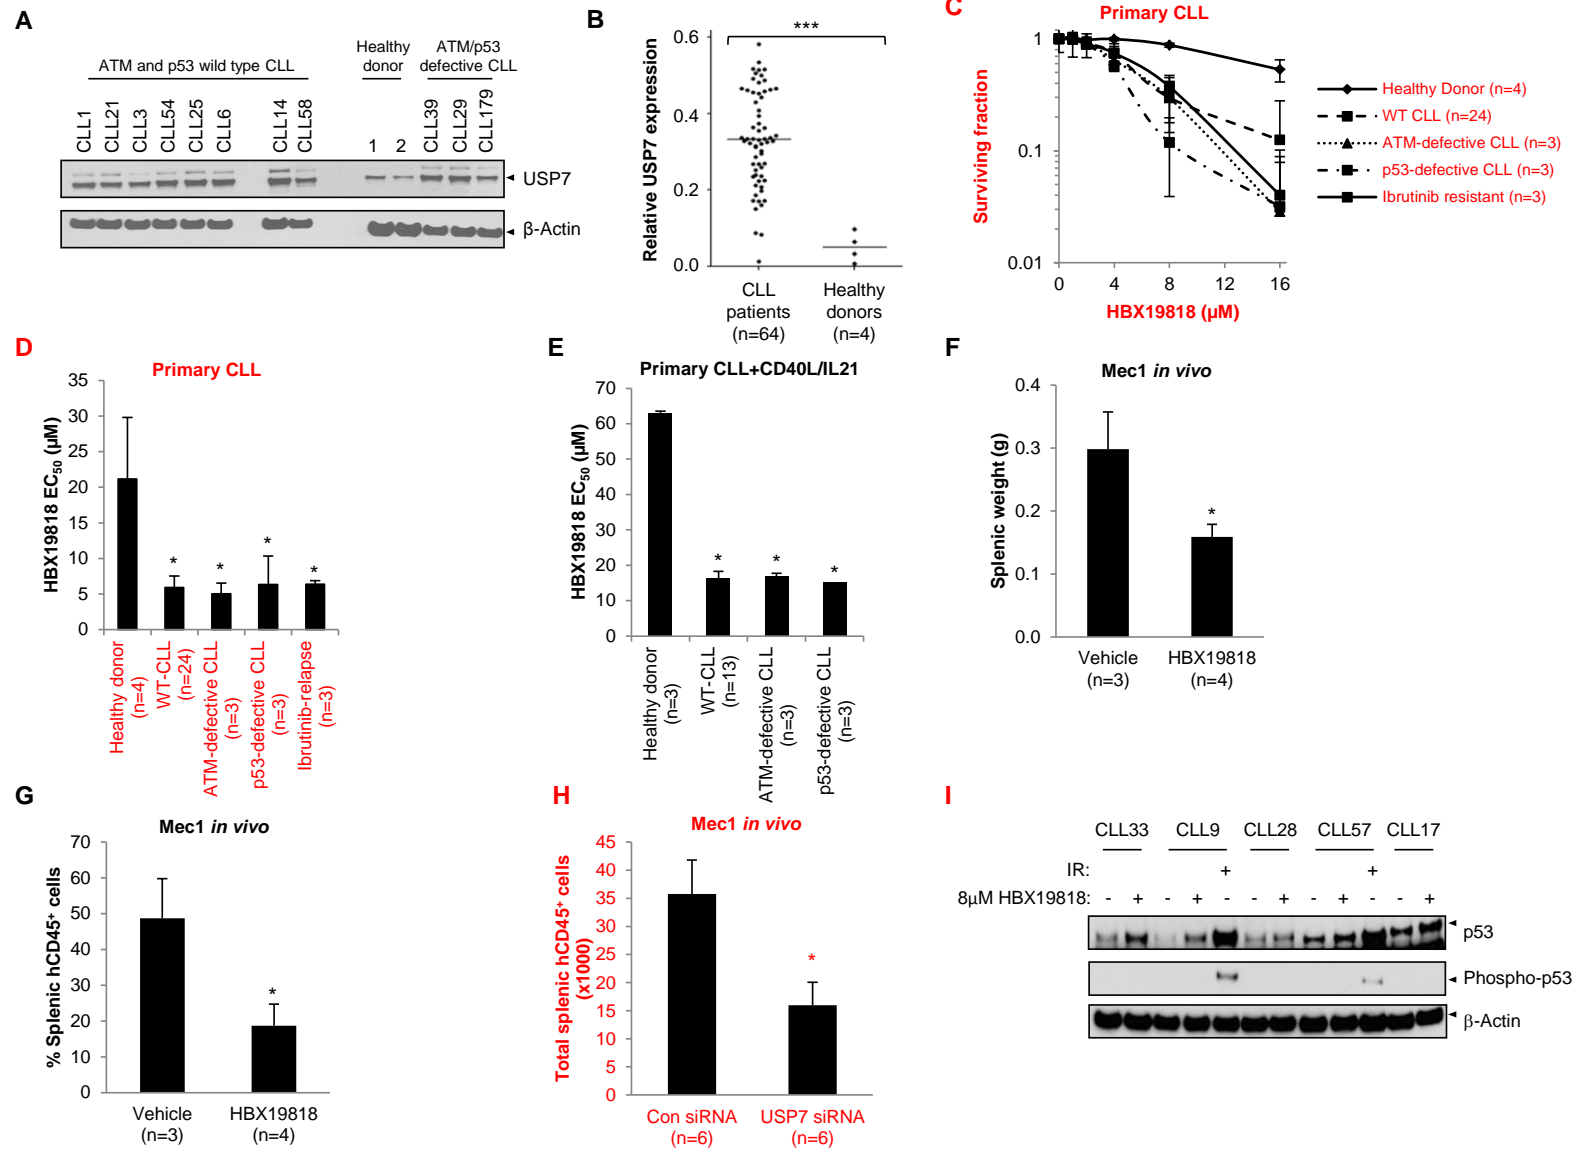 A
ATM and p53 wild type CLL
Healthy
donor
ATM/p53
defective CLL
CLL1
CLL21
CLL3
CLL54
CLL25
CLL6
CLL14
CLL58
1
2
CLL39
CLL29
CLL179
USP7
β-Actin
B
Relative USP7 expression
0.6
0.4
0.2
0.0
***
CLL
patients
(n=64)
Healthy
donors
(n=4)
C
Primary CLL
Surviving fraction
1
0.1
0.01
0
4
8
12
16
HBX19818 (µM)
Healthy Donor (n=4)
WT CLL (n=24)
ATM-defective CLL (n=3)
p53-defective CLL (n=3)
Ibrutinib resistant (n=3)
D
Primary CLL
HBX19818 EC50 (µM)
35
30
25
20
15
10
5
0
*
*
*
*
Healthy donor
(n=4)
WT-CLL
(n=24)
ATM-defective CLL
(n=3)
p53-defective CLL
(n=3)
Ibrutinib-relapse
(n=3)
E
Primary CLL+CD40L/IL21
HBX19818 EC50 (µM)
70
60
50
40
30
20
10
0
*
*
*
Healthy donor
(n=3)
WT-CLL
(n=13)
ATM-defective CLL
(n=3)
p53-defective CLL
(n=3)
F
Mec1 in vivo
Splenic weight (g)
0.4
0.3
0.2
0.1
0.0
*
Vehicle
(n=3)
HBX19818
(n=4)
G
Mec1 in vivo
% Splenic hCD45+ cells
70
60
50
40
30
20
10
0
*
Vehicle
(n=3)
HBX19818
(n=4)
H
Mec1 in vivo
Total splenic hCD45+ cells
(x1000)
45
40
35
30
25
20
15
10
5
0
*
Con siRNA
(n=6)
USP7 siRNA
(n=6)
I
CLL33 CLL9 CLL28 CLL57 CLL17
IR: + +
8µM HBX19818: - + - + - - + - + - - +
p53
Phospho-p53
β-Actin